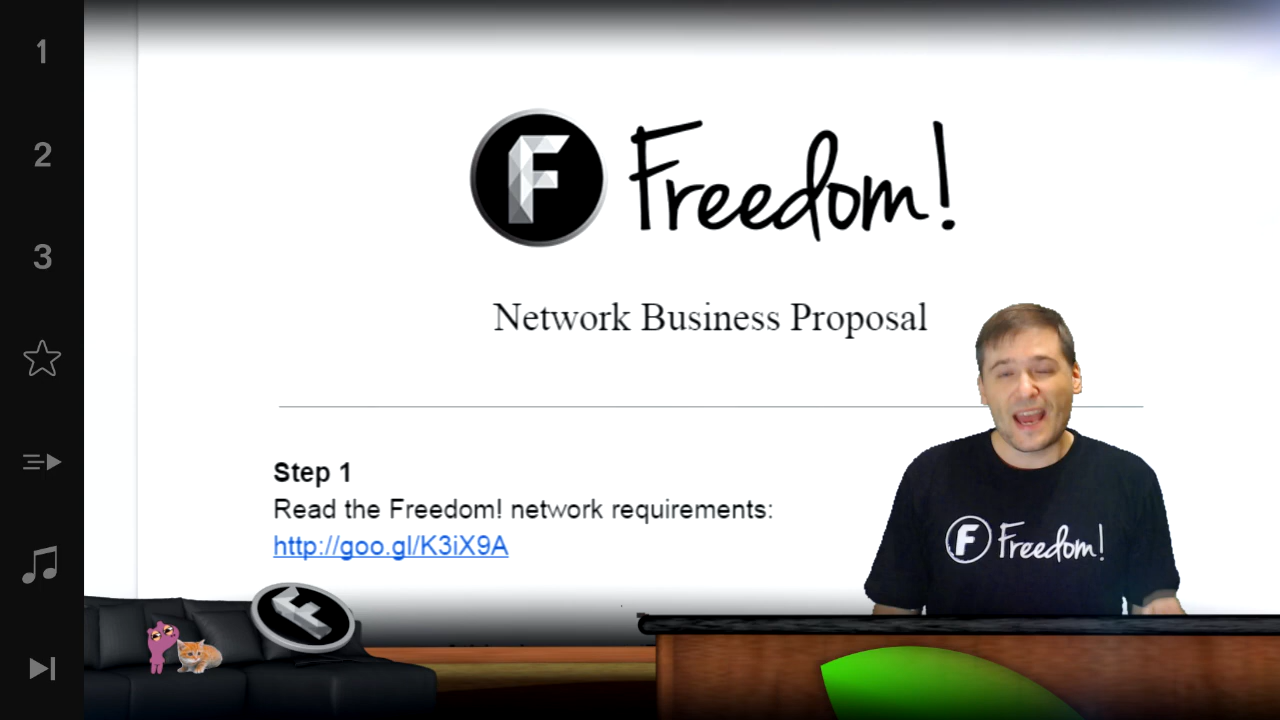 1
2
3
F Freedom!
Network Business Proposal
Step 1
Read the Freedom! network requirements:
http://goo.gl/K3iX9A
F Freedom!
F